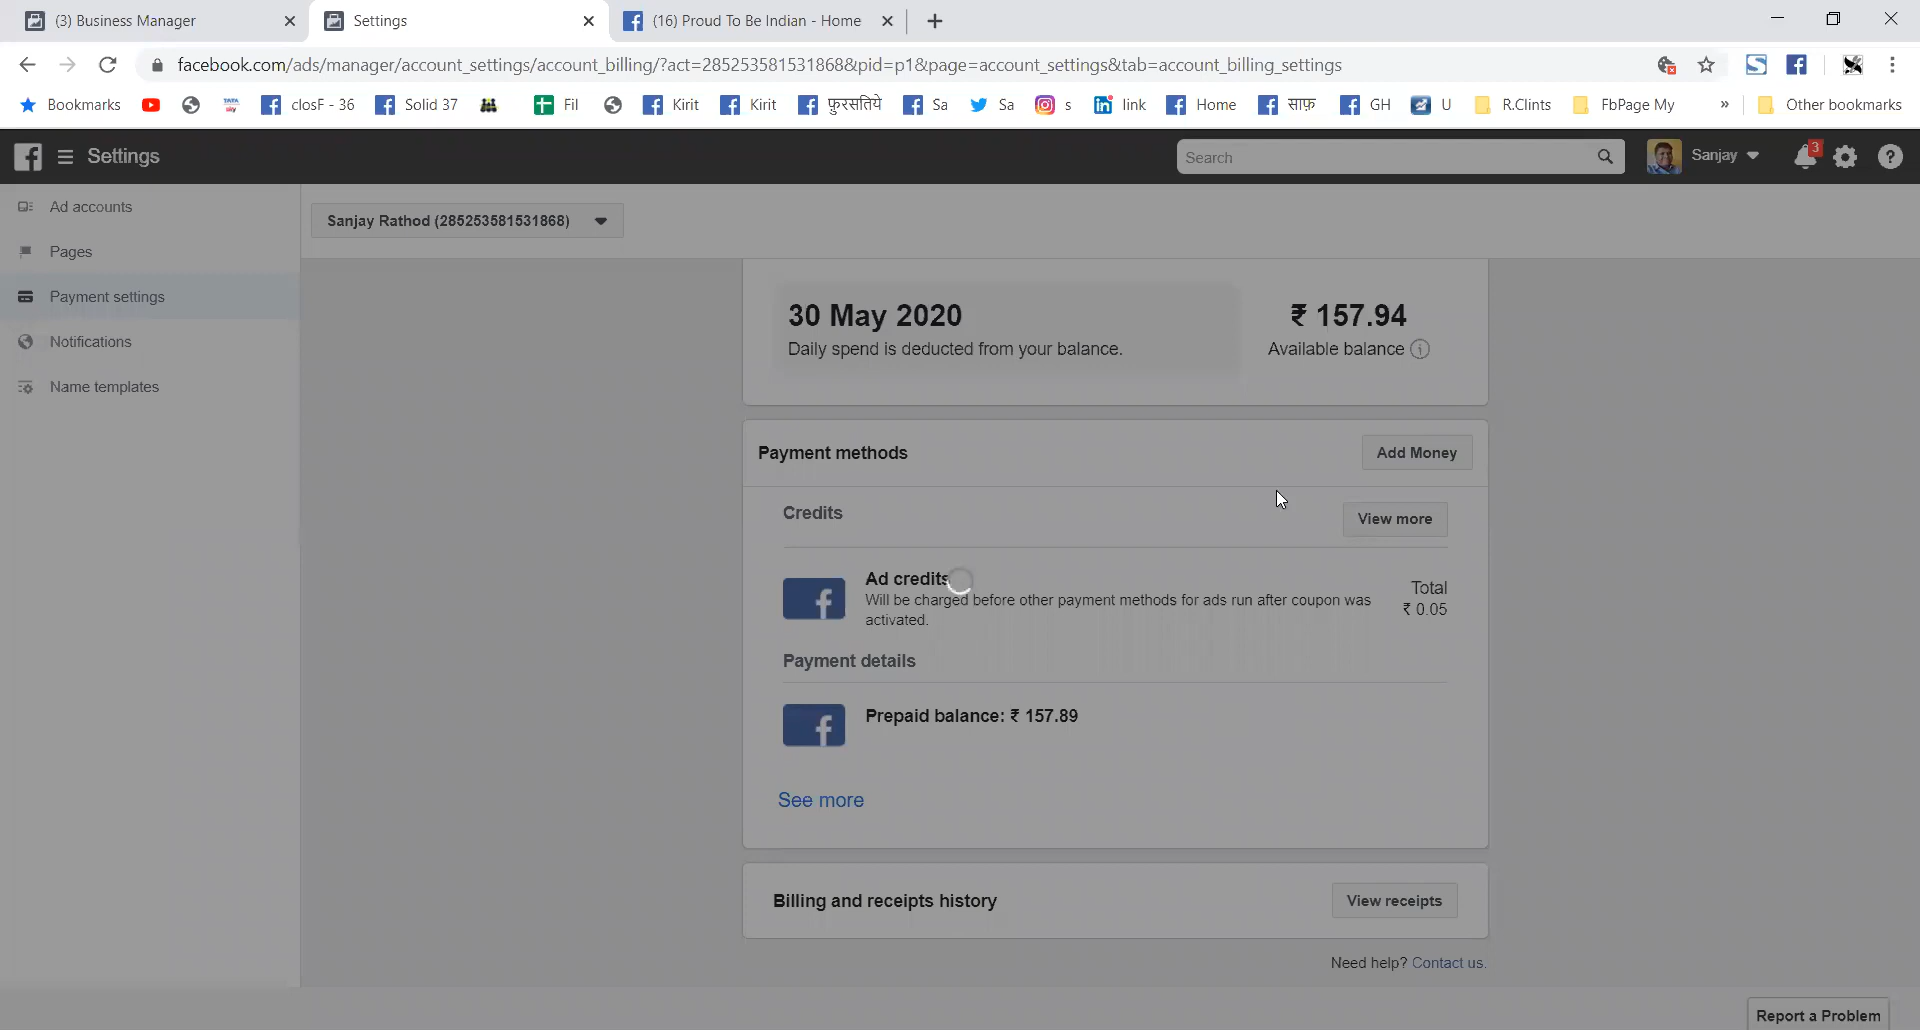 (3) Business Manager
Settings
(16) Proud To Be Indian - Home
facebook.com/ads/manager/account_settings/account_billing/?act=285253581531868&pid=p1&page=account_settings&tab=account_billing_settings
Bookmarks TATA sky closF - 36 Solid 37 Fil Kirit Kirit फ़ुरसतिये Sa Sa s link Home साफ़ GH U R.Clints FbPage My » Other bookmarks
Settings
Search
Sanjay
3
Ad accounts
Pages
Payment settings
Notifications
Name templates
Sanjay Rathod (285253581531868)
30 May 2020
Daily spend is deducted from your balance.
₹ 157.94
Available balance
Payment methods
Add Money
Credits
View more
Ad credits
Will be charged before other payment methods for ads run after coupon was
activated.
Total
₹ 0.05
Payment details
Prepaid balance: ₹ 157.89
See more
Billing and receipts history
View receipts
Need help? Contact us.
Report a Problem